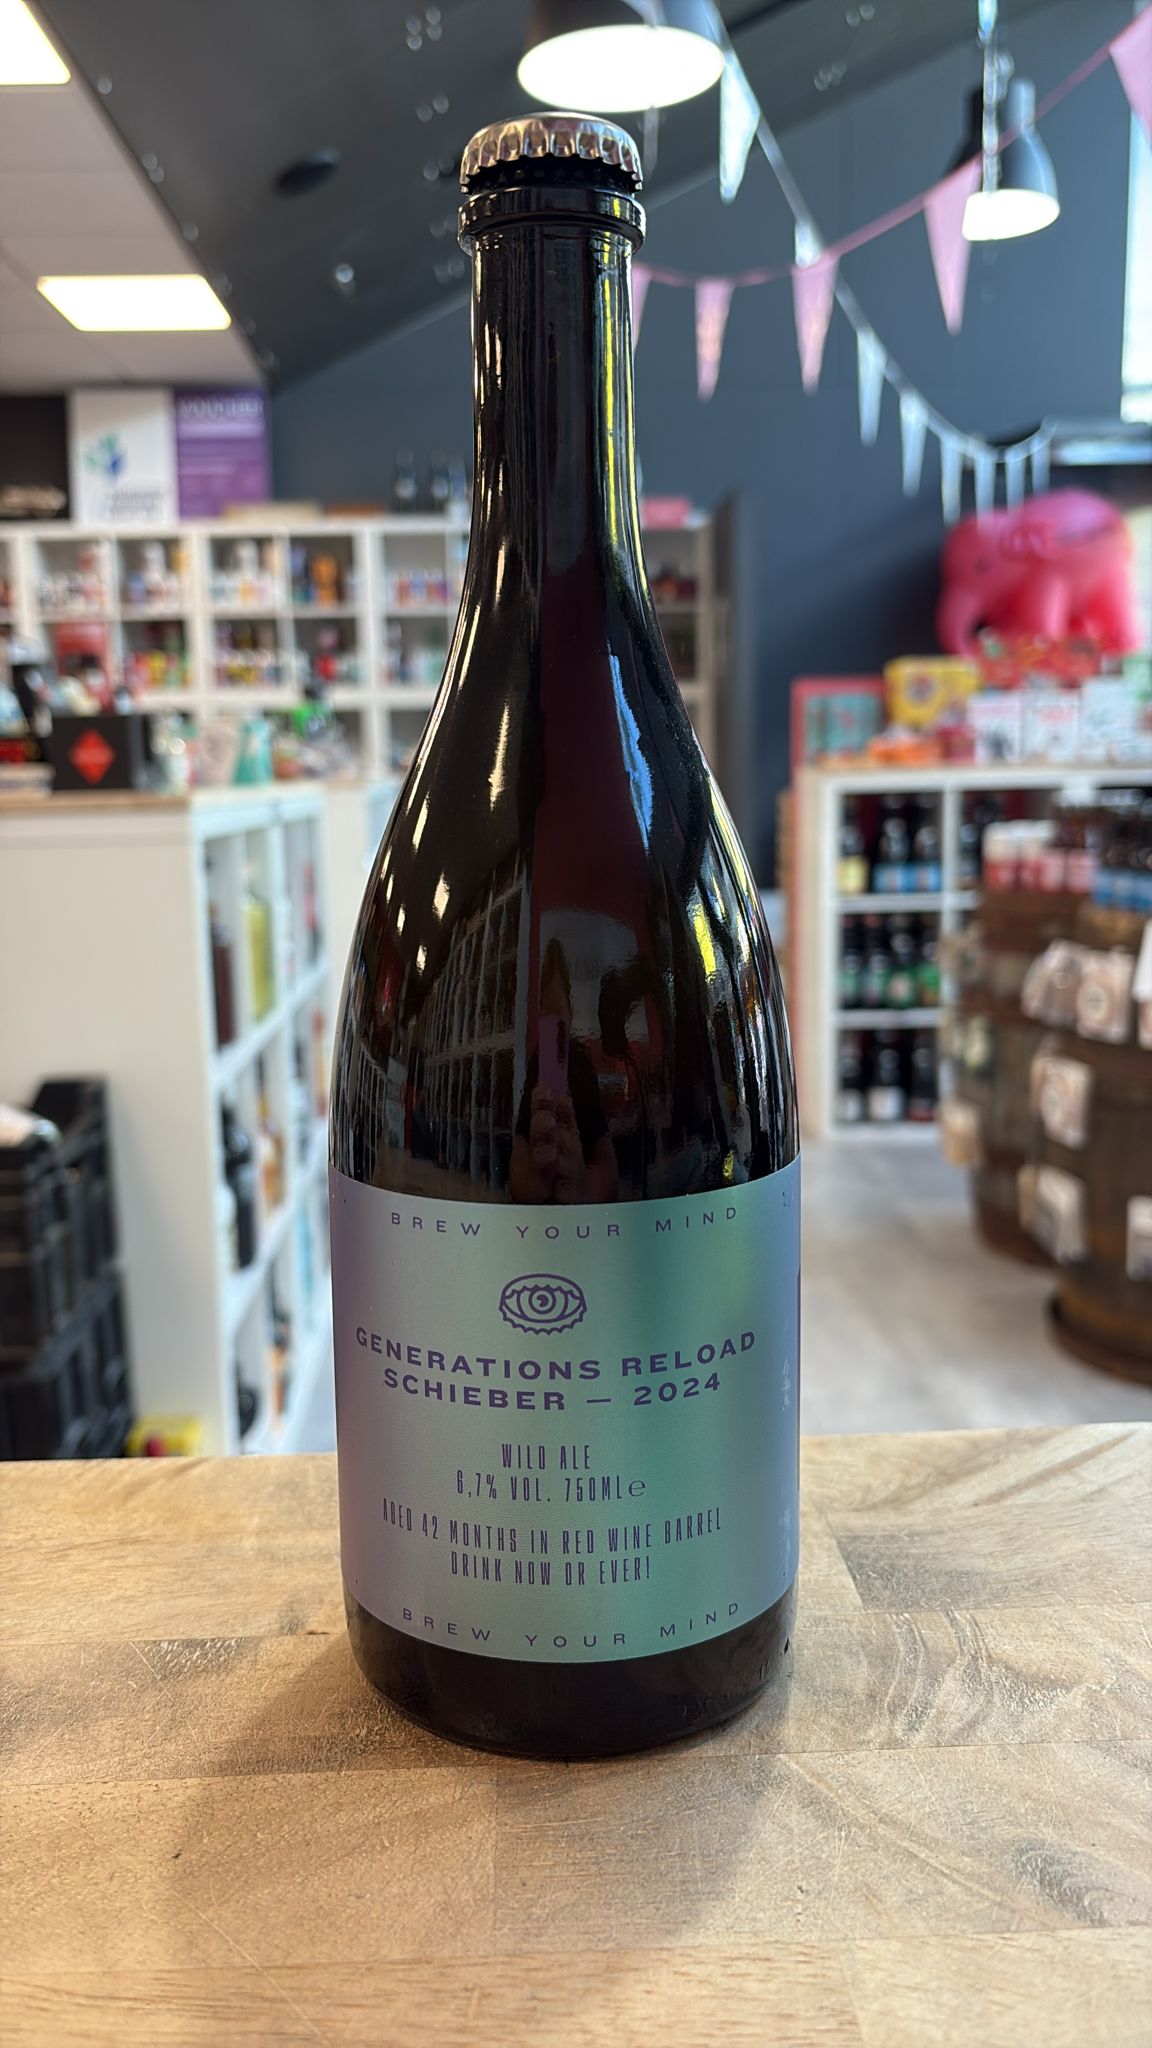 BREW YOUR MIND
GENERATIONS RELOAD
SCHIEBER — 2024
WILD ALE
6,7% VOL. 750ML℮
AGED 42 MONTHS IN RED WINE BARREL
DRINK NOW OR EVER!
BREW YOUR MIND